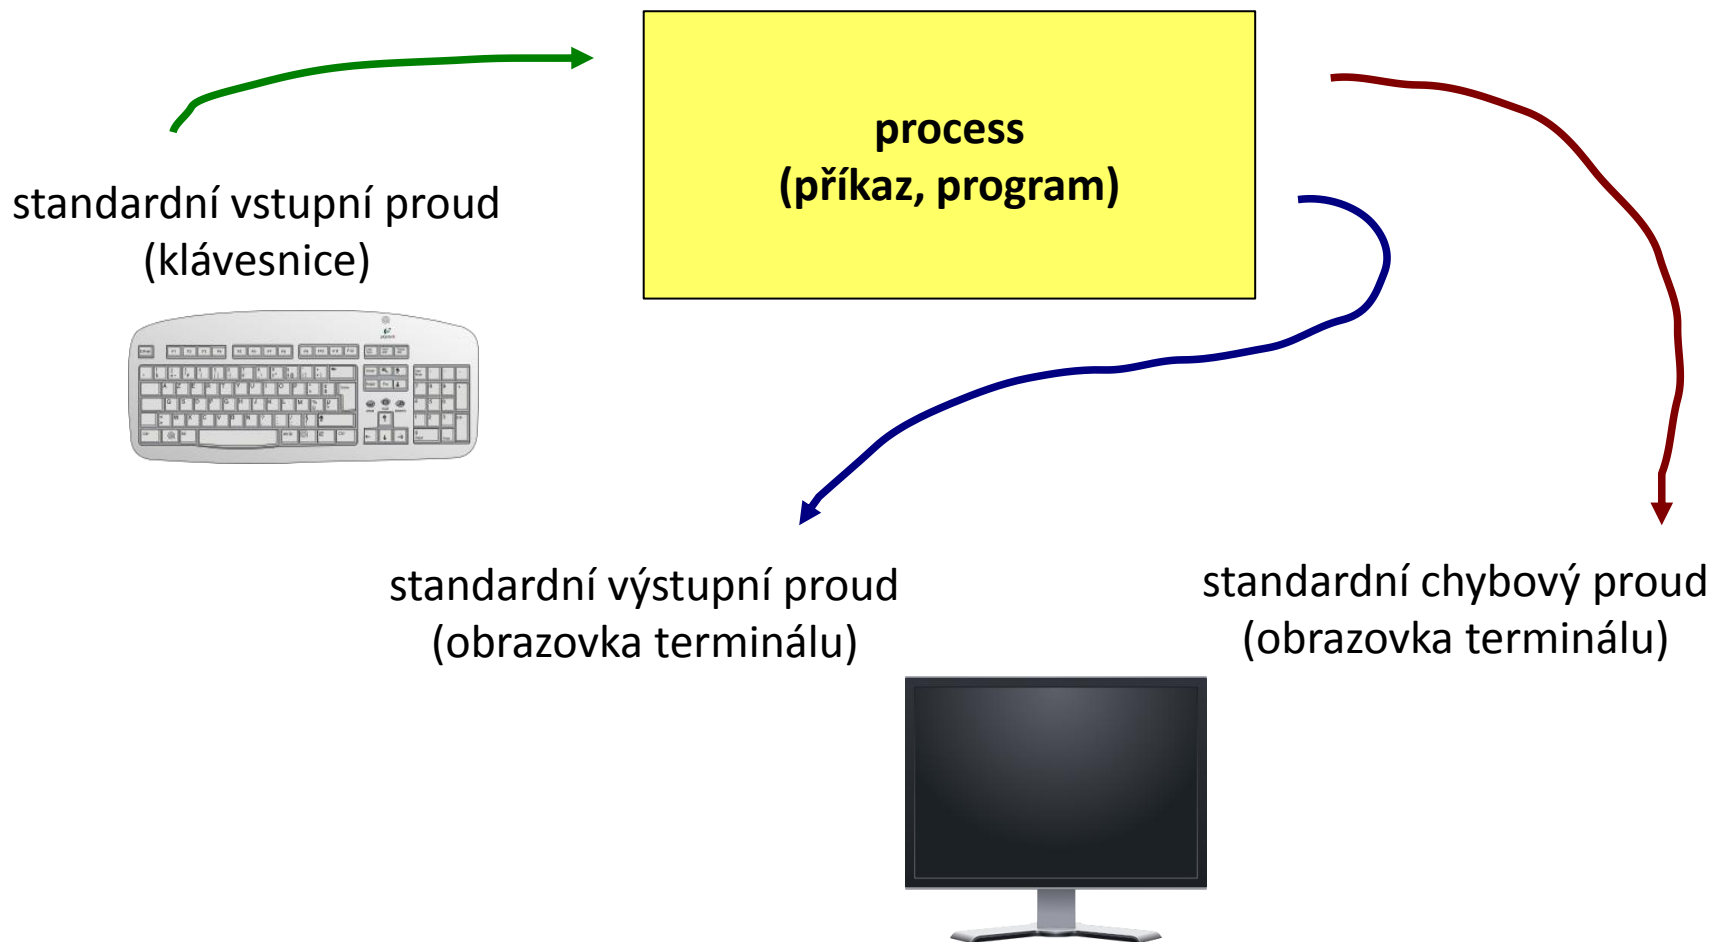 process
(příkaz, program)
standardní vstupní proud
(klávesnice)
standardní výstupní proud
(obrazovka terminálu)
standardní chybový proud
(obrazovka terminálu)